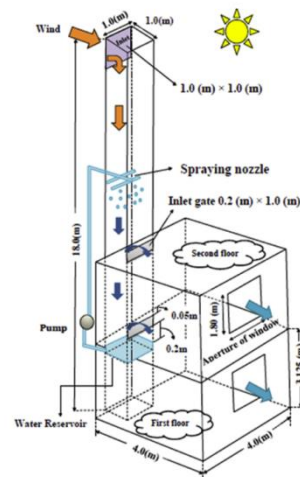 1.0(m)
1.0(m)
Wind
Inlet
1.0 (m) × 1.0 (m)
Spraying nozzle
Inlet gate 0.2 (m) × 1.0 (m)
18.0(m)
Second floor
0.05m
1.80 (m)
Pump
Aperture of window
0.2m
3.125 (m)
Water Reservoir
First floor
4.0(m)
4.0(m)